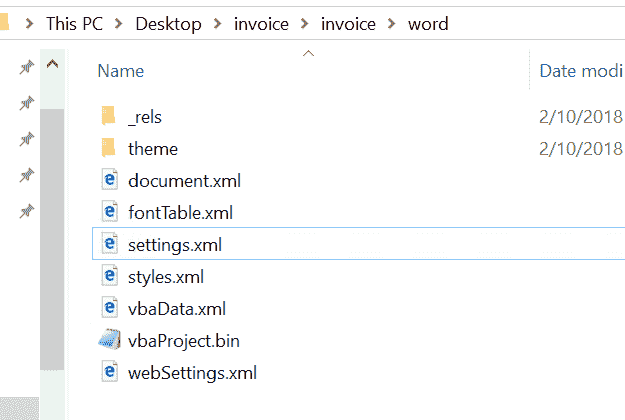 This PC > Desktop > invoice > invoice > word
Name Date modi
_rels 2/10/2018
theme 2/10/2018
document.xml
fontTable.xml
settings.xml
styles.xml
vbaData.xml
vbaProject.bin
webSettings.xml